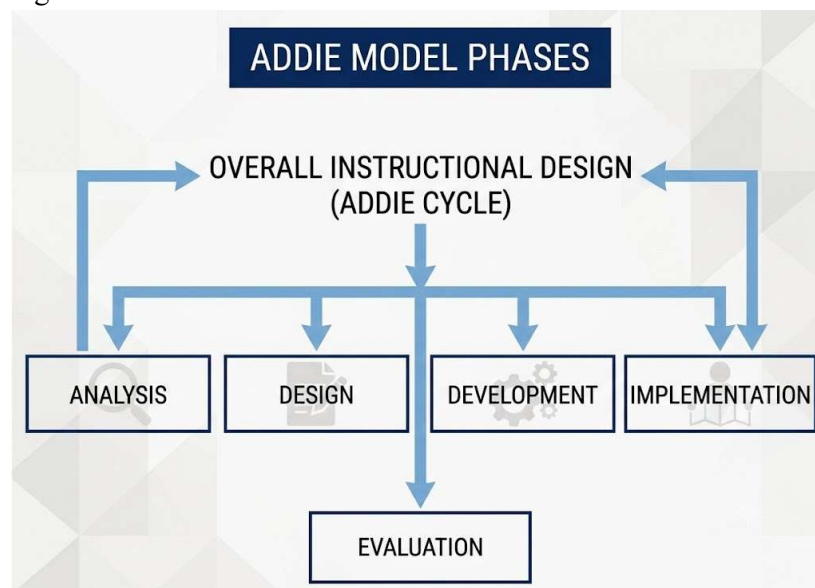 ADDIE MODEL PHASES
OVERALL INSTRUCTIONAL DESIGN
(ADDIE CYCLE)
ANALYSIS
DESIGN
DEVELOPMENT
IMPLEMENTATION
EVALUATION